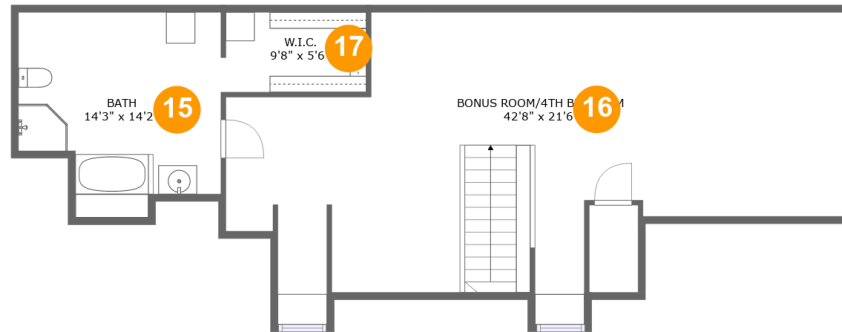 W.I.C.
9'8" x 5'6
17
BATH
14'3" x 14'2
15
BONUS ROOM/4TH B M
42'8" x 21'6
16